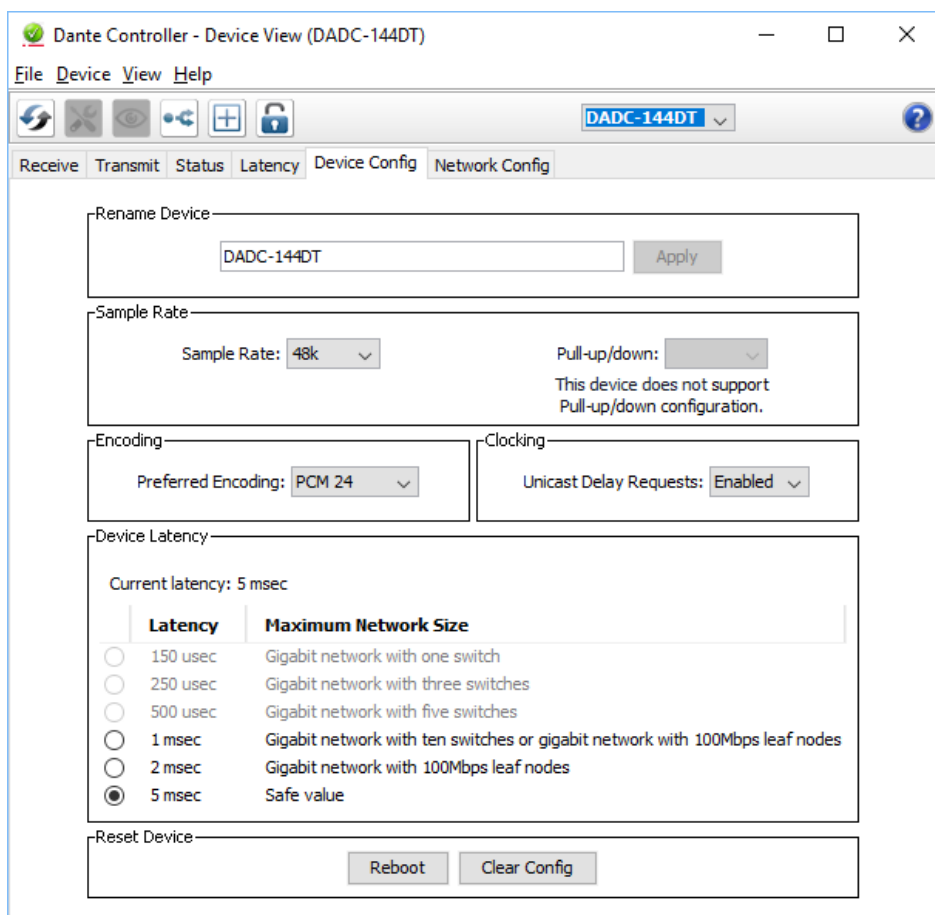 Dante Controller - Device View (DADC-144DT)
File Device View Help
DADC-144DT
?
Receive Transmit Status Latency Device Config Network Config
Rename Device
DADC-144DT Apply
Sample Rate
Sample Rate: 48k Pull-up/down:
This device does not support
Pull-up/down configuration.
Encoding Clocking
Preferred Encoding: PCM 24 Unicast Delay Requests: Enabled
Device Latency
Current latency: 5 msec
Latency Maximum Network Size
150 usec Gigabit network with one switch
250 usec Gigabit network with three switches
500 usec Gigabit network with five switches
1 msec Gigabit network with ten switches or gigabit network with 100Mbps leaf nodes
2 msec Gigabit network with 100Mbps leaf nodes
5 msec Safe value
Reset Device
Reboot Clear Config